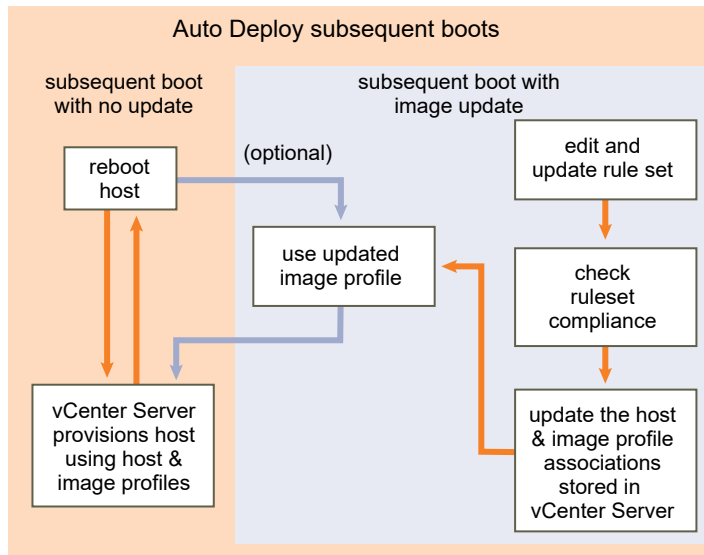 Auto Deploy subsequent boots
subsequent boot
with no update
subsequent boot with
image update
reboot
host
(optional)
edit and
update rule set
use updated
image profile
check
ruleset
compliance
vCenter Server
provisions host
using host &
image profiles
update the host
& image profile
associations
stored in
vCenter Server